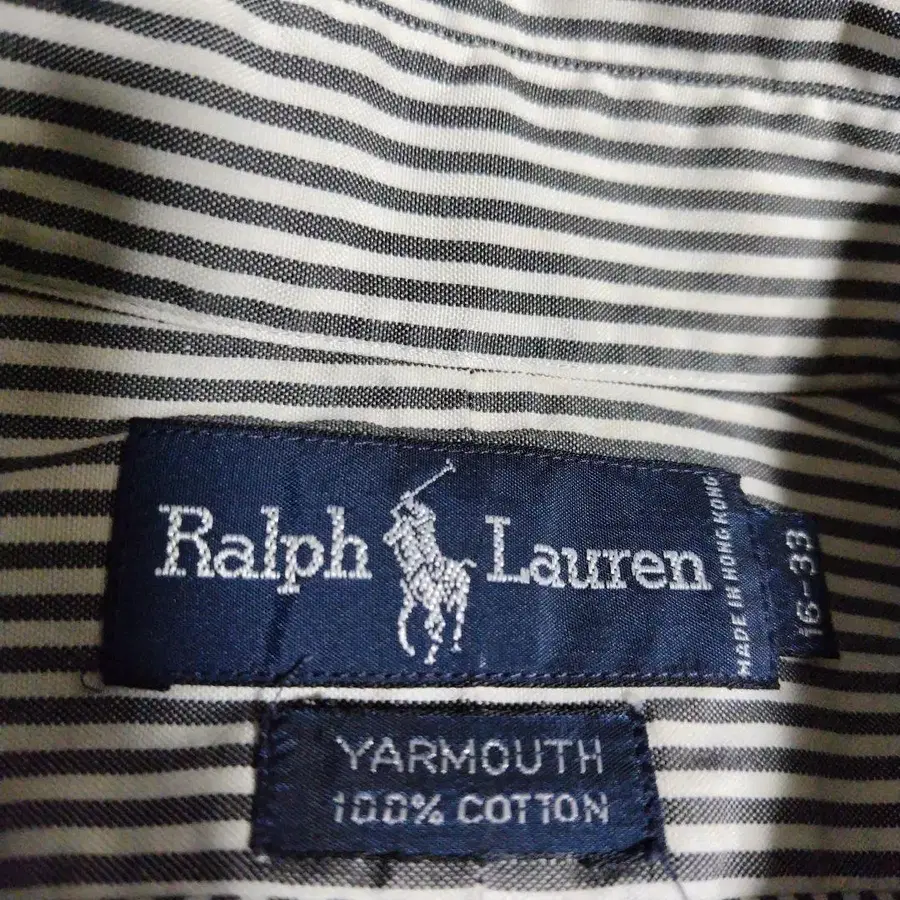 Ralph Lauren
MADE IN HONG KONG
16-33
YARMOUTH
100% COTTON